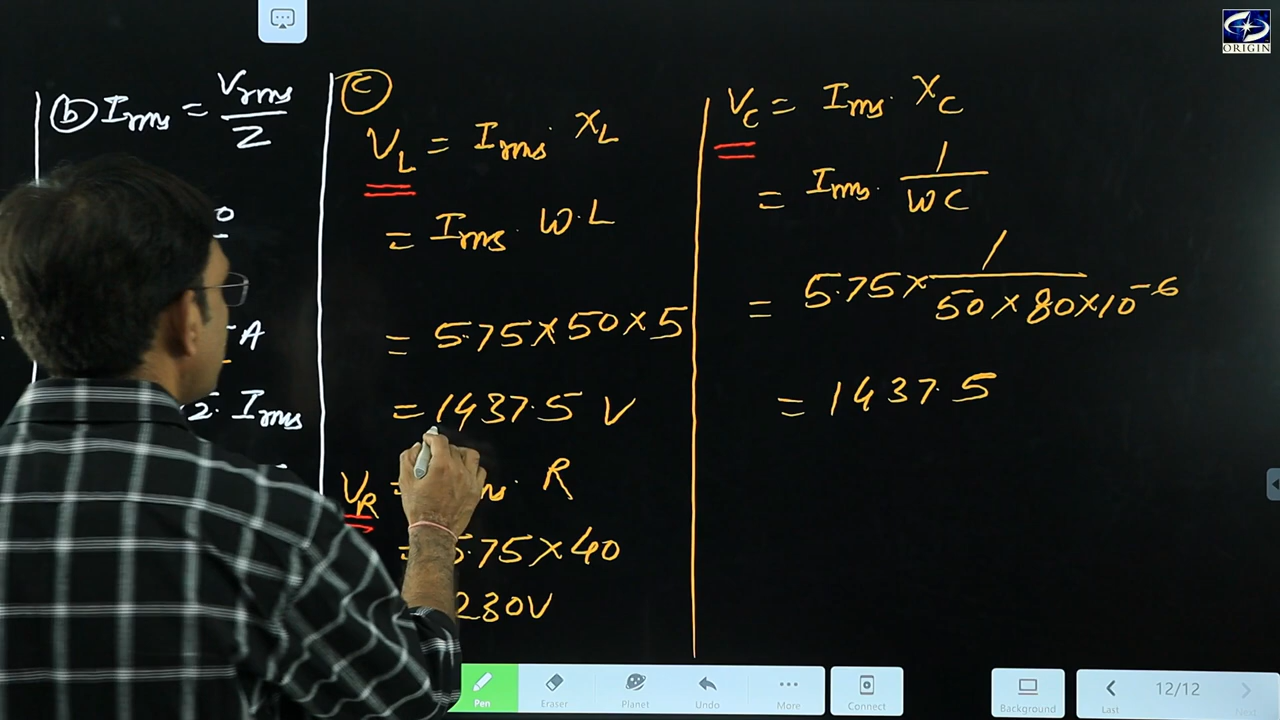 ORIGIN
(b) Irms = Vrms / Z
A
2. Irms
(c)
VL = Irms. XL
= Irms. W.L
= 5.75 × 50 × 5
= 1437.5 V
VR = R
= 5.75 × 40
230V
VC = Irms. XC
= Irms. 1 / WC
= 5.75 × 1 / 50 × 80 × 10⁻⁶
= 1437.5
Pen
Eraser
Planet
Undo
More
Connect
Background
Last
12/12
Next